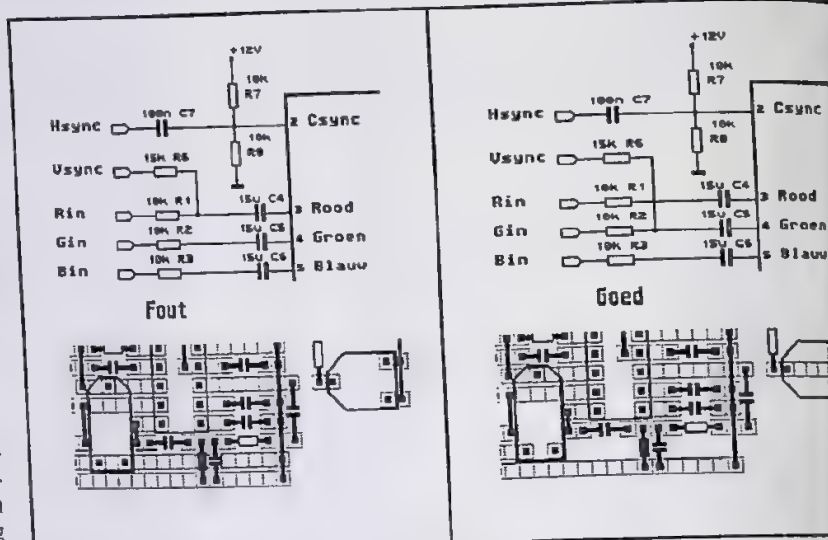 +12V
10K
R7
100n C7
Hsync
2 Csync
10K
R8
Vsync
15K R6
Rin
10K R1
15u C4
3 Rood
Gin
10K R2
15u C5
4 Groen
Bin
10K R3
15u C6
5 Blauw
Fout
+12V
10K
R7
100n C7
Hsync
2 Csync
10K
R8
Vsync
15K R6
Rin
10K R1
15u C4
3 Rood
Gin
10K R2
15u C5
4 Groen
Bin
10K R3
15u C6
5 Blauw
Goed